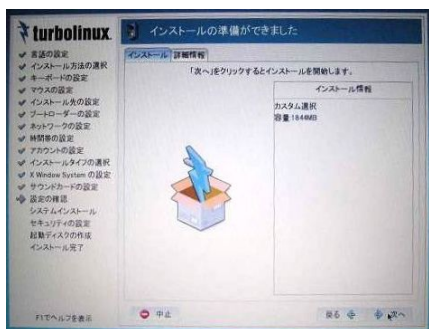 turbolinux
インストールの準備ができました
言語の設定
インストール方法の選択
キーボードの設定
マウスの設定
インストール先の設定
ブートローダーの設定
ネットワークの設定
時間帯の設定
アカウントの設定
インストールタイプの選択
X Window System の設定
サウンドカードの設定
設定の確認
システムインストール
セキュリティの設定
起動ディスクの作成
インストール完了
F1でヘルプを表示
インストール 詳細情報
「次へ」をクリックするとインストールを開始します。
インストール情報
カスタム選択
容量:1844MB
中止
戻る
次へ